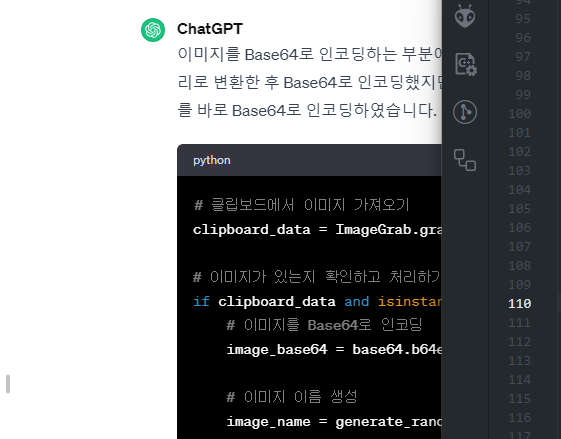 ChatGPT
이미지를 Base64로 인코딩하는 부분에
리로 변환한 후 Base64로 인코딩했지만
를 바로 Base64로 인코딩하였습니다.
python
# 클립보드에서 이미지 가져오기
clipboard_data = ImageGrab.gra
# 이미지가 있는지 확인하고 처리하기
if clipboard_data and isinstan
# 이미지를 Base64로 인코딩
image_base64 = base64.b64e
# 이미지 이름 생성
image_name = generate_rand
94
95
96
97
98
99
100
101
102
103
104
105
106
107
108
109
110
111
112
113
114
115
116
117